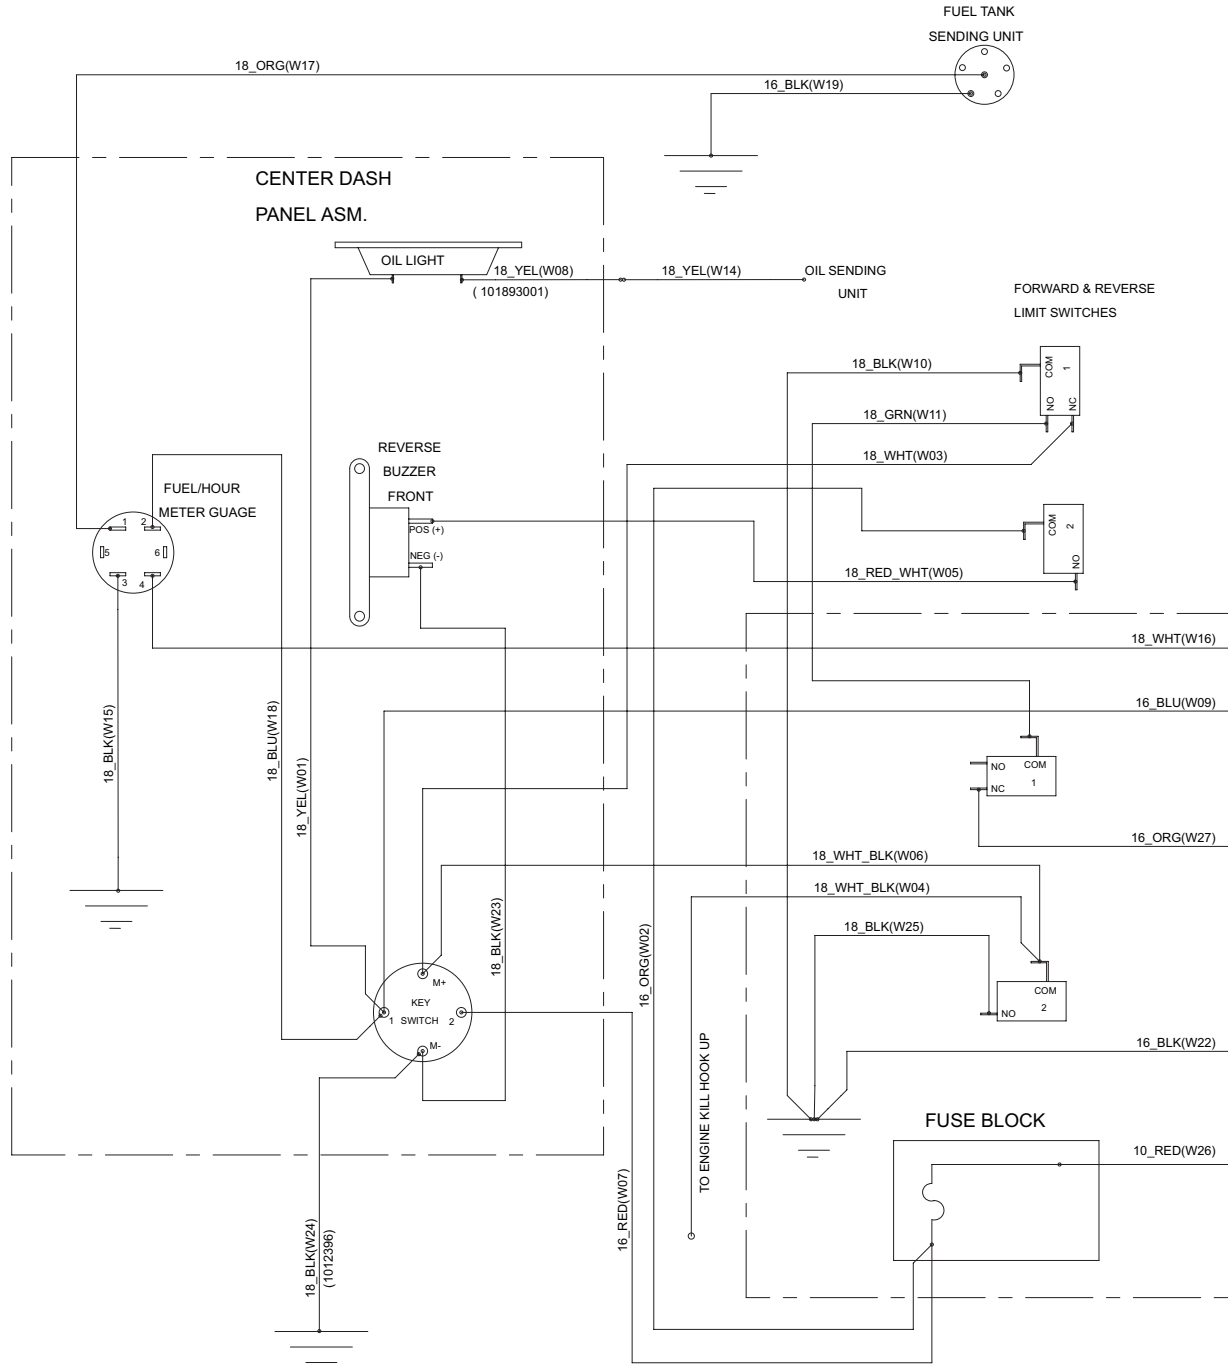 FUEL TANK
SENDING UNIT
18_ORG(W17)
16_BLK(W19)
CENTER DASH
PANEL ASM.
OIL LIGHT
18_YEL(W08)
( 101893001)
18_YEL(W14)
OIL SENDING
UNIT
FORWARD & REVERSE
LIMIT SWITCHES
18_BLK(W10)
COM
1
NO
NC
18_GRN(W11)
18_WHT(W03)
REVERSE
BUZZER
FRONT
POS (+)
NEG (-)
FUEL/HOUR
METER GUAGE
1
2
5
6
3
4
COM
2
NO
18_RED_WHT(W05)
18_WHT(W16)
16_BLU(W09)
18_BLK(W15)
18_BLU(W18)
18_YEL(W01)
NO
COM
NC
1
16_ORG(W27)
18_WHT_BLK(W06)
18_WHT_BLK(W04)
18_BLK(W25)
18_BLK(W23)
16_ORG(W02)
M+
KEY
SWITCH
1
2
M-
COM
NO
2
16_BLK(W22)
TO ENGINE KILL HOOK UP
FUSE BLOCK
10_RED(W26)
16_RED(W07)
18_BLK(W24)
(1012396)